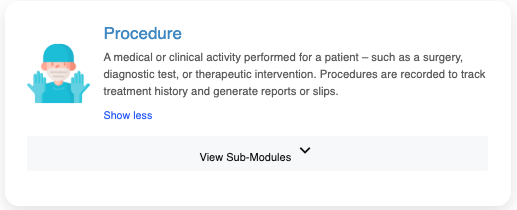 Procedure
A medical or clinical activity performed for a patient – such as a surgery,
diagnostic test, or therapeutic intervention. Procedures are recorded to track
treatment history and generate reports or slips.
Show less
View Sub-Modules